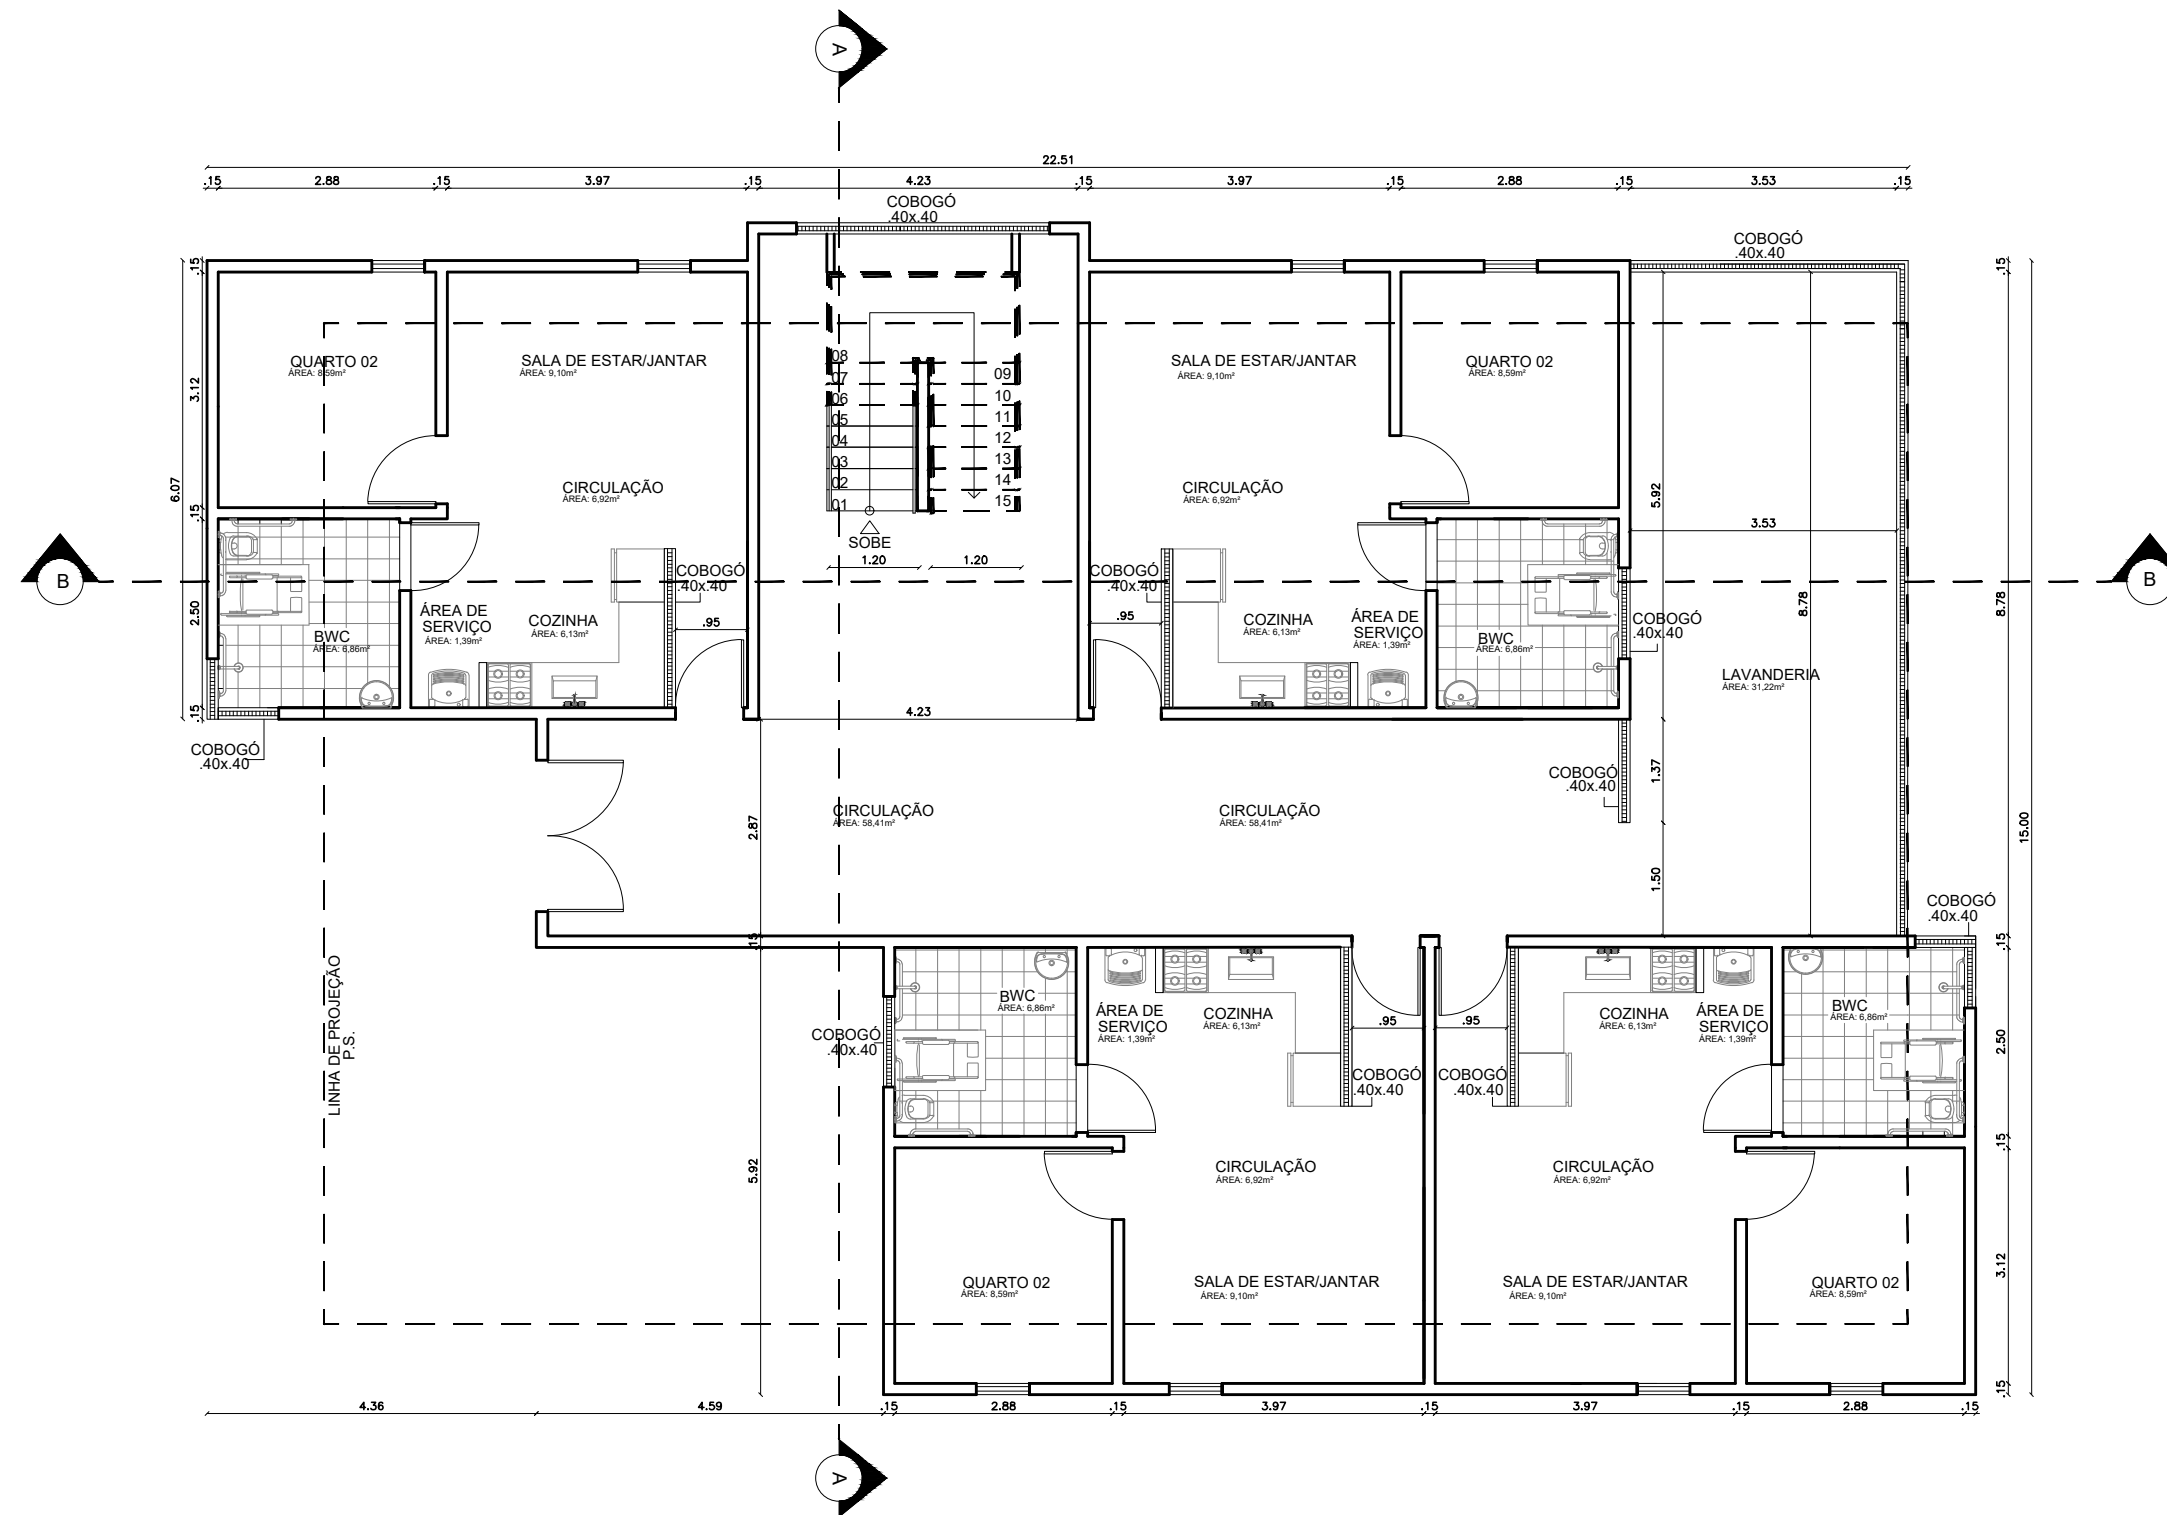 A
22.51
.15 2.88 .15 3.97 .15 4.23 .15 3.97 .15 2.88 .15 3.53 .15
COBOGÓ
.40x.40
COBOGÓ
.40x.40
.15
3.12
6.07
.15
2.50
.15
QUARTO 02
ÁREA: 8,59m²
SALA DE ESTAR/JANTAR
ÁREA: 9,10m²
08
07
06
05
04
03
02
01
09
10
11
12
13
14
15
SOBE
1.20 1.20
SALA DE ESTAR/JANTAR
ÁREA: 9,10m²
QUARTO 02
ÁREA: 8,59m²
CIRCULAÇÃO
ÁREA: 6,92m²
CIRCULAÇÃO
ÁREA: 6,92m²
5.92
3.53
8.78
.15
8.78
15.00
B
B
COBOGÓ
.40x.40
.95
COBOGÓ
.40x.40
.95
BWC
ÁREA: 6,86m²
ÁREA DE
SERVIÇO
ÁREA: 1,39m²
COZINHA
ÁREA: 6,13m²
COZINHA
ÁREA: 6,13m²
ÁREA DE
SERVIÇO
ÁREA: 1,39m²
BWC
ÁREA: 6,86m²
COBOGÓ
.40x.40
LAVANDERIA
ÁREA: 31,22m²
4.23
COBOGÓ
.40x.40
COBOGÓ
.40x.40
1.37
2.87
CIRCULAÇÃO
ÁREA: 58,41m²
CIRCULAÇÃO
ÁREA: 58,41m²
1.50
COBOGÓ
.40x.40
.15
.15
LINHA DE PROJEÇÃO
P.S.
BWC
ÁREA: 6,86m²
ÁREA DE
SERVIÇO
ÁREA: 1,39m²
COZINHA
ÁREA: 6,13m²
.95
.95
COZINHA
ÁREA: 6,13m²
ÁREA DE
SERVIÇO
ÁREA: 1,39m²
BWC
ÁREA: 6,86m²
COBOGÓ
.40x.40
COBOGÓ
.40x.40
COBOGÓ
.40x.40
2.50
.15
5.92
CIRCULAÇÃO
ÁREA: 6,92m²
CIRCULAÇÃO
ÁREA: 6,92m²
3.12
QUARTO 02
ÁREA: 8,59m²
SALA DE ESTAR/JANTAR
ÁREA: 9,10m²
SALA DE ESTAR/JANTAR
ÁREA: 9,10m²
QUARTO 02
ÁREA: 8,59m²
.15
4.36 4.59 .15 2.88 .15 3.97 .15 3.97 .15 2.88 .15
A